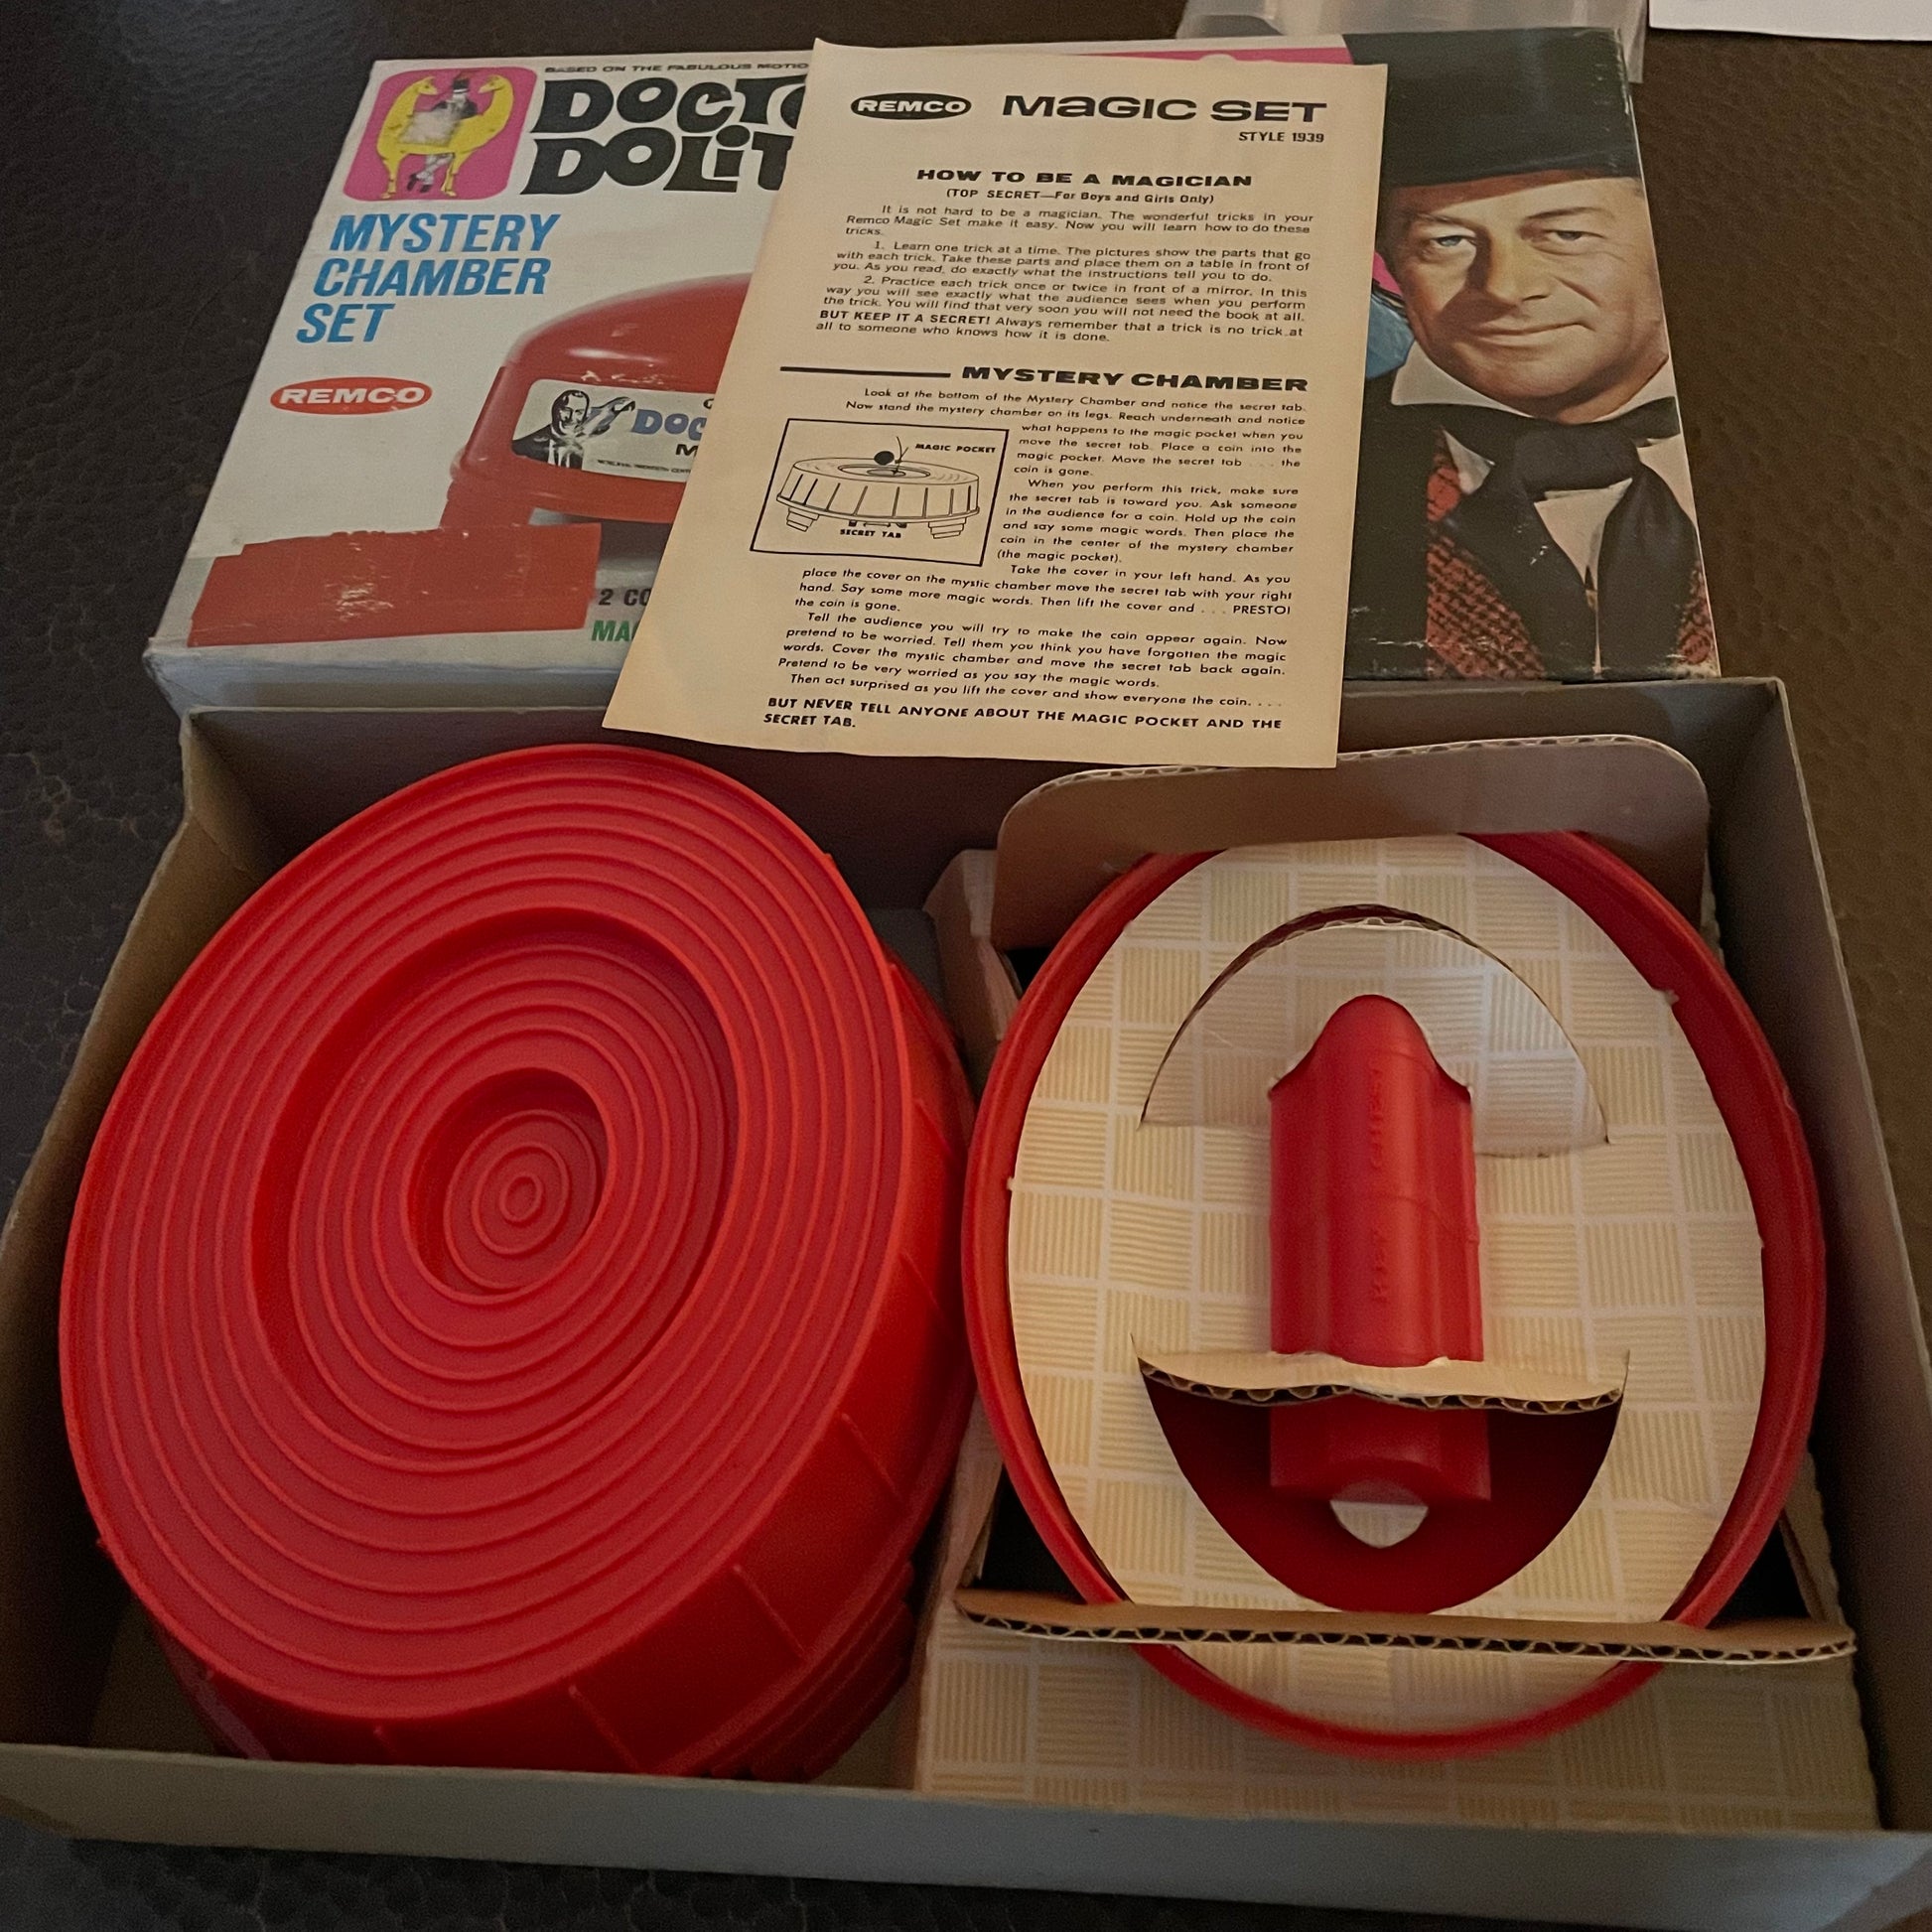 BASED ON THE FABULOUS
DOCT
DOLIT
MYSTERY
CHAMBER
SET
REMCO
DOC
M
2 CO
MA
REMCO MAGIC SET
STYLE 1939
HOW TO BE A MAGICIAN
(TOP SECRET—For Boys and Girls Only)
It is not hard to be a magician. The wonderful tricks in your
Remco Magic Set make it easy. Now you will learn how to do these
tricks.
1. Learn one trick at a time. The pictures show the parts that go
with each trick. Take these parts and place them on a table in front of
you. As you read, do exactly what the instructions tell you to do.
2. Practice each trick once or twice in front of a mirror. In this
way you will see exactly what the audience sees when you perform
the trick. You will find that very soon you will not need the book at all.
BUT KEEP IT A SECRET! Always remember that a trick is no trick at
all to someone who knows how it is done.
MYSTERY CHAMBER
Look at the bottom of the Mystery Chamber and notice the secret tab.
Now stand the mystery chamber on its legs. Reach underneath and notice
what happens to the magic pocket when you
move the secret tab. Place a coin into the
magic pocket. Move the secret tab . . . the
coin is gone.
When you perform this trick, make sure
the secret tab is toward you. Ask someone
in the audience for a coin. Hold up the coin
and say some magic words. Then place the
coin in the center of the mystery chamber
(the magic pocket).
Take the cover in your left hand. As you
place the cover on the mystic chamber move the secret tab with your right
hand. Say some more magic words. Then lift the cover and . . . PRESTO!
the coin is gone.
Tell the audience you will try to make the coin appear again. Now
pretend to be worried. Tell them you think you have forgotten the magic
words. Cover the mystic chamber and move the secret tab back again.
Pretend to be very worried as you say the magic words.
Then act surprised as you lift the cover and show everyone the coin. . . .
BUT NEVER TELL ANYONE ABOUT THE MAGIC POCKET AND THE
SECRET TAB.
MAGIC POCKET
SECRET TAB